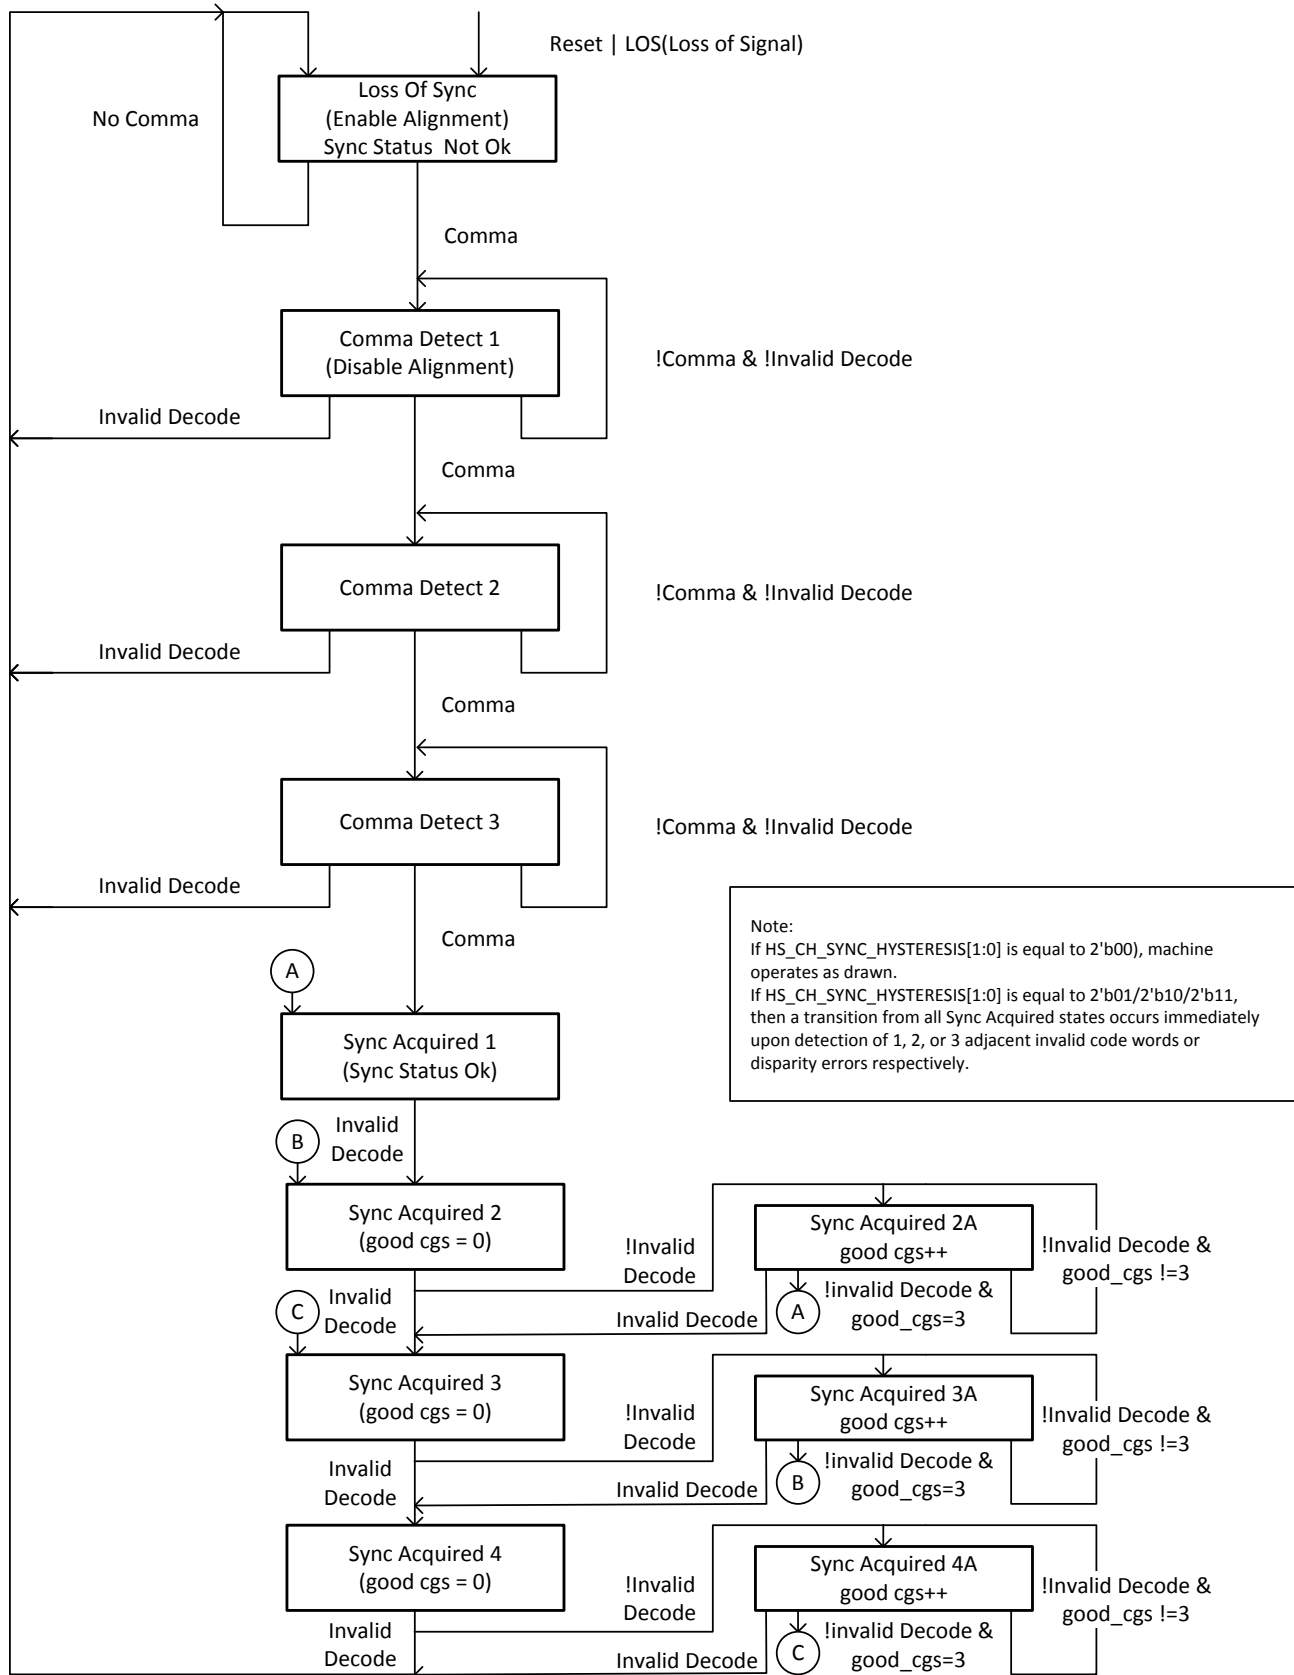 Reset | LOS(Loss of Signal)
Loss Of Sync
(Enable Alignment)
Sync Status  Not Ok
No Comma
Comma
Comma Detect 1
(Disable Alignment)
!Comma & !Invalid Decode
Invalid Decode
Comma
Comma Detect 2
!Comma & !Invalid Decode
Invalid Decode
Comma
Comma Detect 3
!Comma & !Invalid Decode
Invalid Decode
Comma
Note:
If HS_CH_SYNC_HYSTERESIS[1:0] is equal to 2'b00), machine
operates as drawn.
If HS_CH_SYNC_HYSTERESIS[1:0] is equal to 2'b01/2'b10/2'b11,
then a transition from all Sync Acquired states occurs immediately
upon detection of 1, 2, or 3 adjacent invalid code words or
disparity errors respectively.
A
Sync Acquired 1
(Sync Status Ok)
Invalid
Decode
B
Sync Acquired 2
(good cgs = 0)
!Invalid
Decode
Sync Acquired 2A
good cgs++
!Invalid Decode &
good_cgs !=3
A
!invalid Decode &
good_cgs=3
Invalid Decode
Invalid
Decode
C
Sync Acquired 3
(good cgs = 0)
!Invalid
Decode
Sync Acquired 3A
good cgs++
!Invalid Decode &
good_cgs !=3
B
!invalid Decode &
good_cgs=3
Invalid Decode
Invalid
Decode
Sync Acquired 4
(good cgs = 0)
!Invalid
Decode
Sync Acquired 4A
good cgs++
!Invalid Decode &
good_cgs !=3
C
!invalid Decode &
good_cgs=3
Invalid Decode
Invalid
Decode